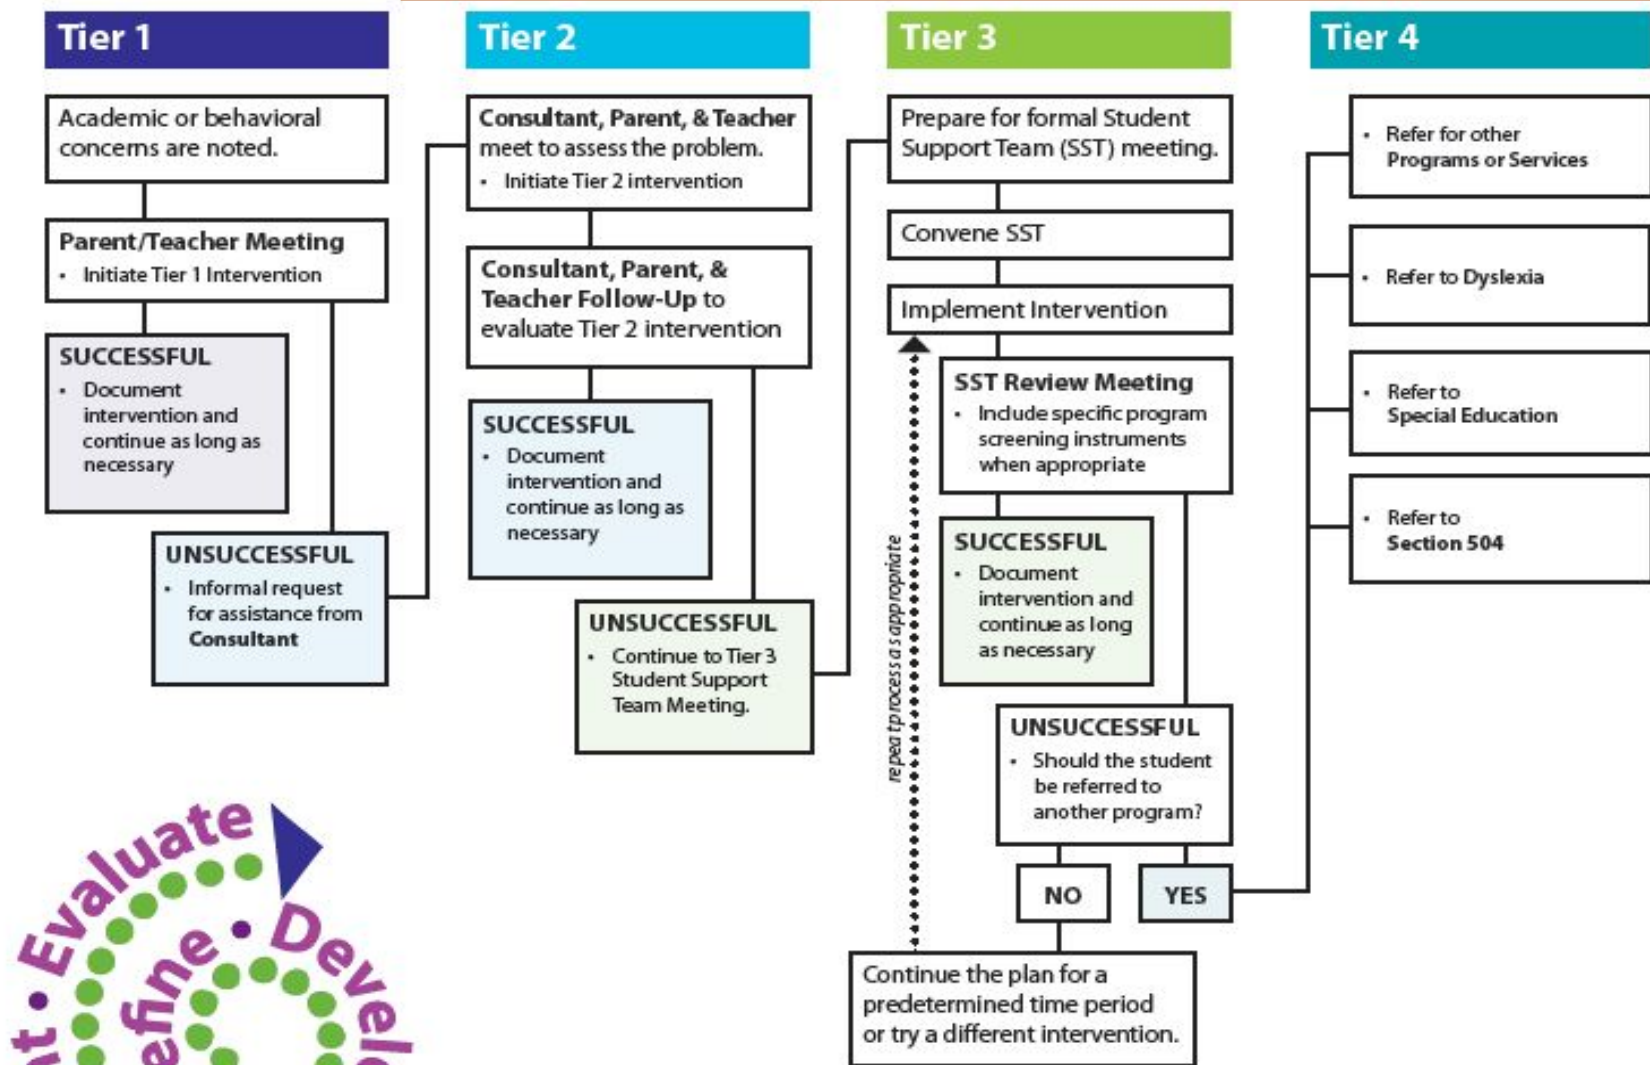 Tier 1
Academic or behavioral
concerns are noted.
Parent/Teacher Meeting
• Initiate Tier 1 Intervention
SUCCESSFUL
• Document
intervention and
continue as long as
necessary
UNSUCCESSFUL
• Informal request
for assistance from
Consultant
Tier 2
Consultant, Parent, & Teacher
meet to assess the problem.
• Initiate Tier 2 intervention
Consultant, Parent, &
Teacher Follow-Up to
evaluate Tier 2 intervention
SUCCESSFUL
• Document
intervention and
continue as long as
necessary
UNSUCCESSFUL
• Continue to Tier 3
Student Support
Team Meeting.
Tier 3
Prepare for formal Student
Support Team (SST) meeting.
Convene SST
Implement Intervention
SST Review Meeting
• Include specific program
screening instruments
when appropriate
SUCCESSFUL
• Document
intervention and
continue as long
as necessary
repeat process as appropriate
UNSUCCESSFUL
• Should the student
be referred to
another program?
NO
YES
Continue the plan for a
predetermined time period
or try a different intervention.
Tier 4
• Refer for other
Programs or Services
• Refer to Dyslexia
• Refer to
Special Education
• Refer to
Section 504
• Evaluate
efine • Develo